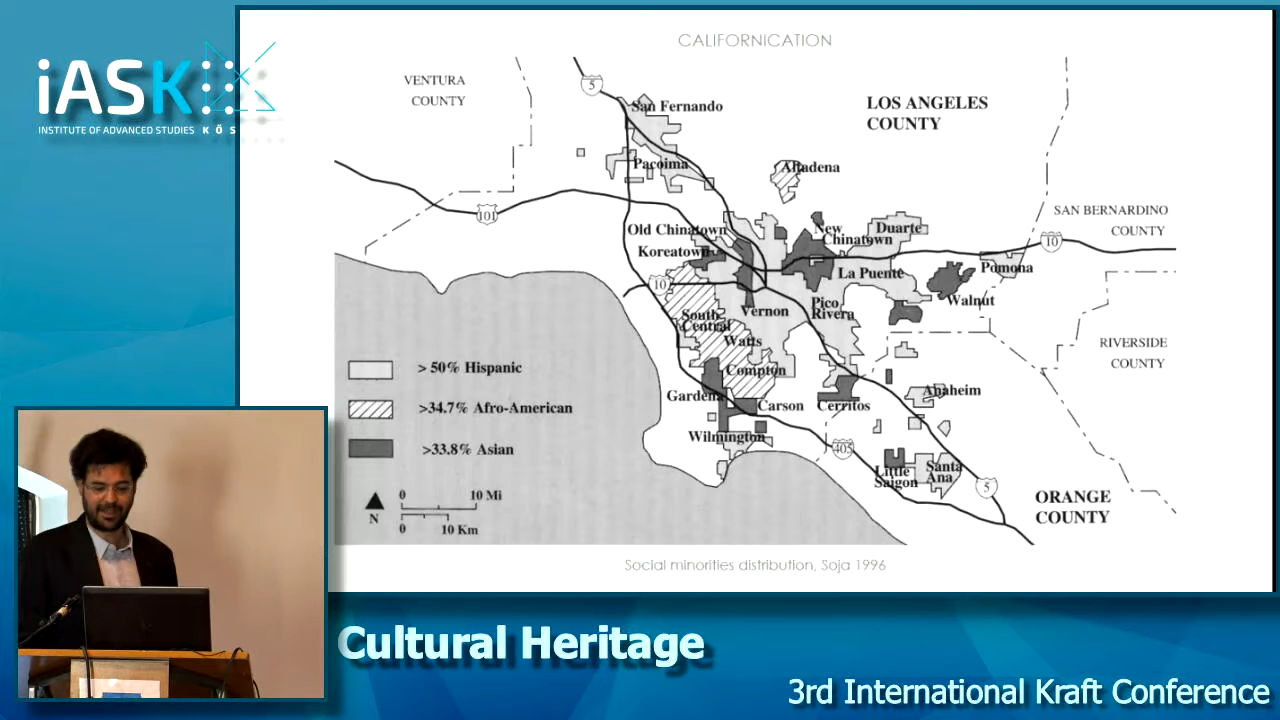 CALIFORNICATION
iASK
INSTITUTE OF ADVANCED STUDIES KŐS
VENTURA
COUNTY
5
San Fernando
LOS ANGELES
COUNTY
Pacoima
Altadena
101
SAN BERNARDINO
COUNTY
Old Chinatown
New
Chinatown
Duarte
10
Koreatown
La Puente
Pomona
10
Walnut
South
Central
Vernon
Pico
Rivera
Watts
RIVERSIDE
COUNTY
Compton
> 50% Hispanic
Gardena
Carson
Cerritos
Anaheim
>34.7% Afro-American
Wilmington
405
>33.8% Asian
Little
Saigon
Santa
Ana
5
ORANGE
COUNTY
N
0 10 Mi
0 10 Km
Social minorities distribution, Soja 1996
Cultural Heritage
3rd International Kraft Conference